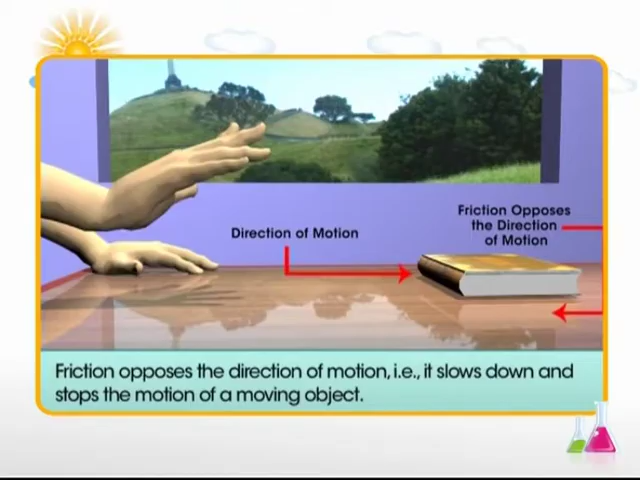 Direction of Motion
Friction Opposes
the Direction
of Motion
Friction opposes the direction of motion, i.e., it slows down and
stops the motion of a moving object.